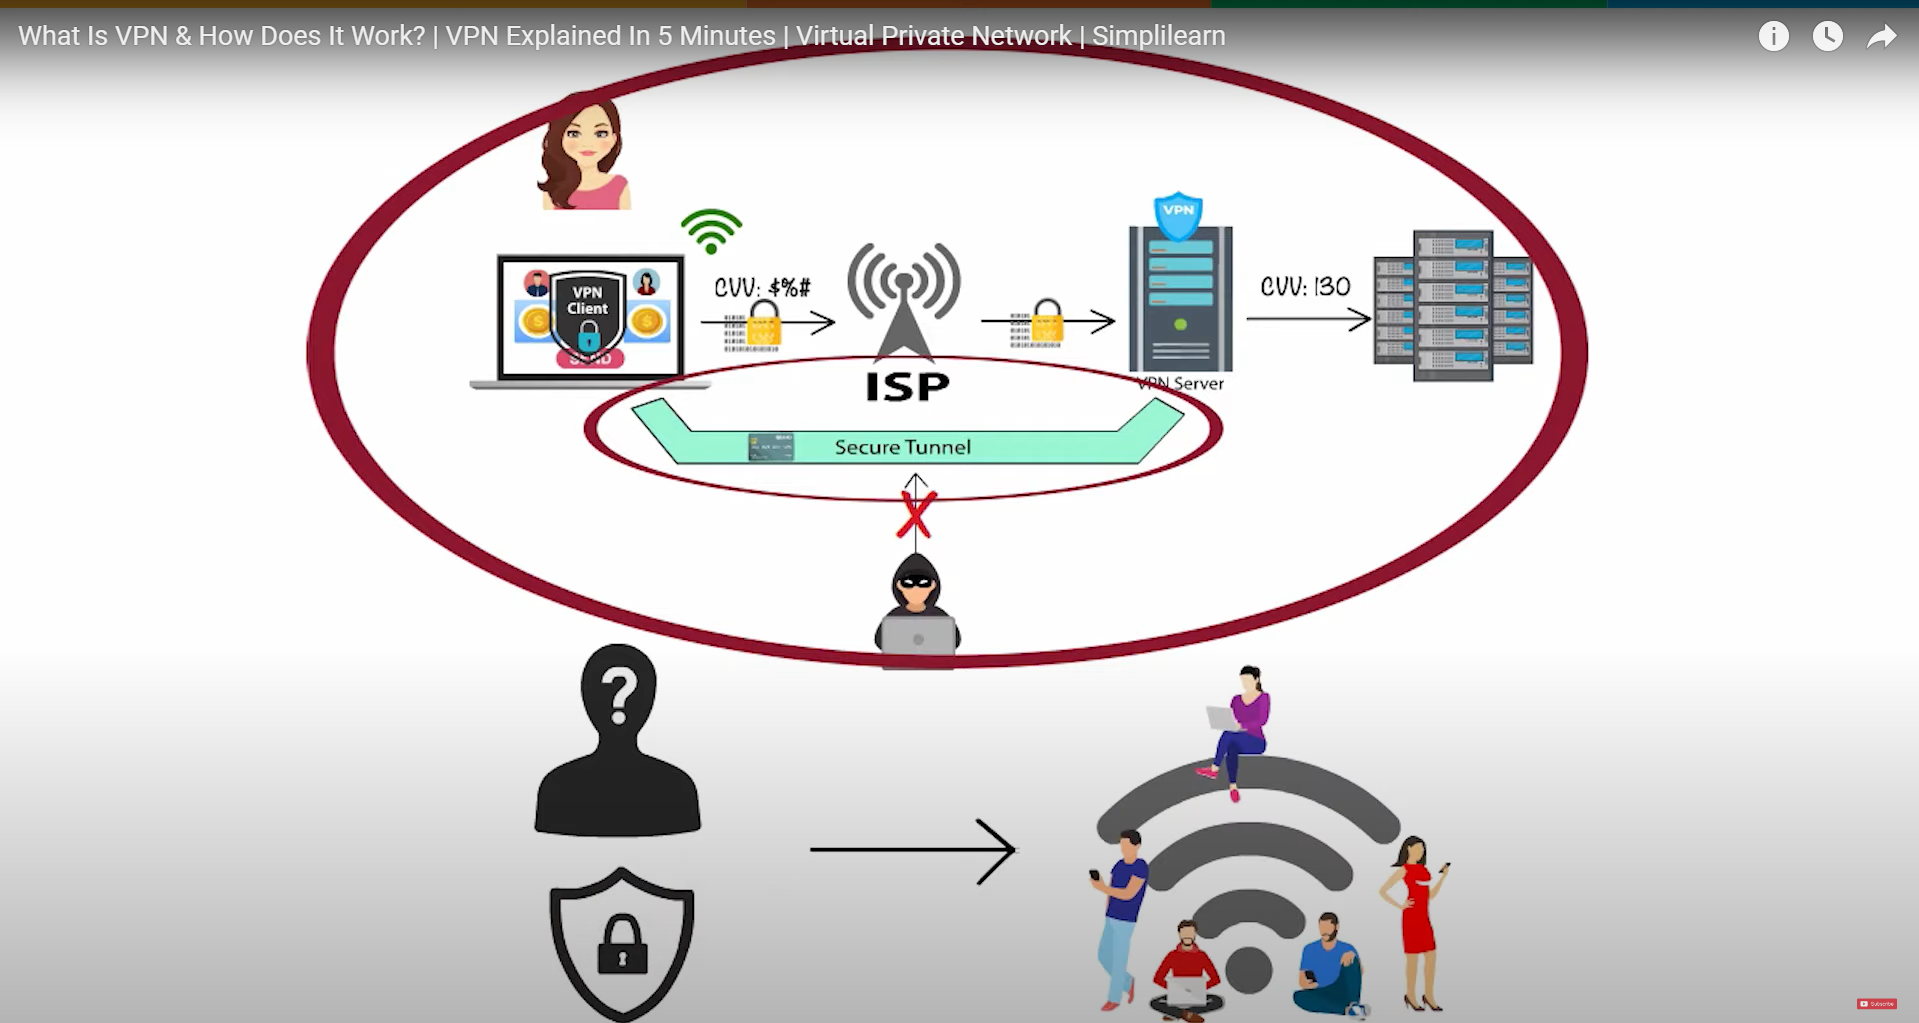 What Is VPN & How Does It Work? | VPN Explained In 5 Minutes | Virtual Private Network | Simplilearn
VPN
VPN
Client
SEND
CVV: $%#
CVV: 130
ISP
VPN Server
Secure Tunnel
?
Subscribe